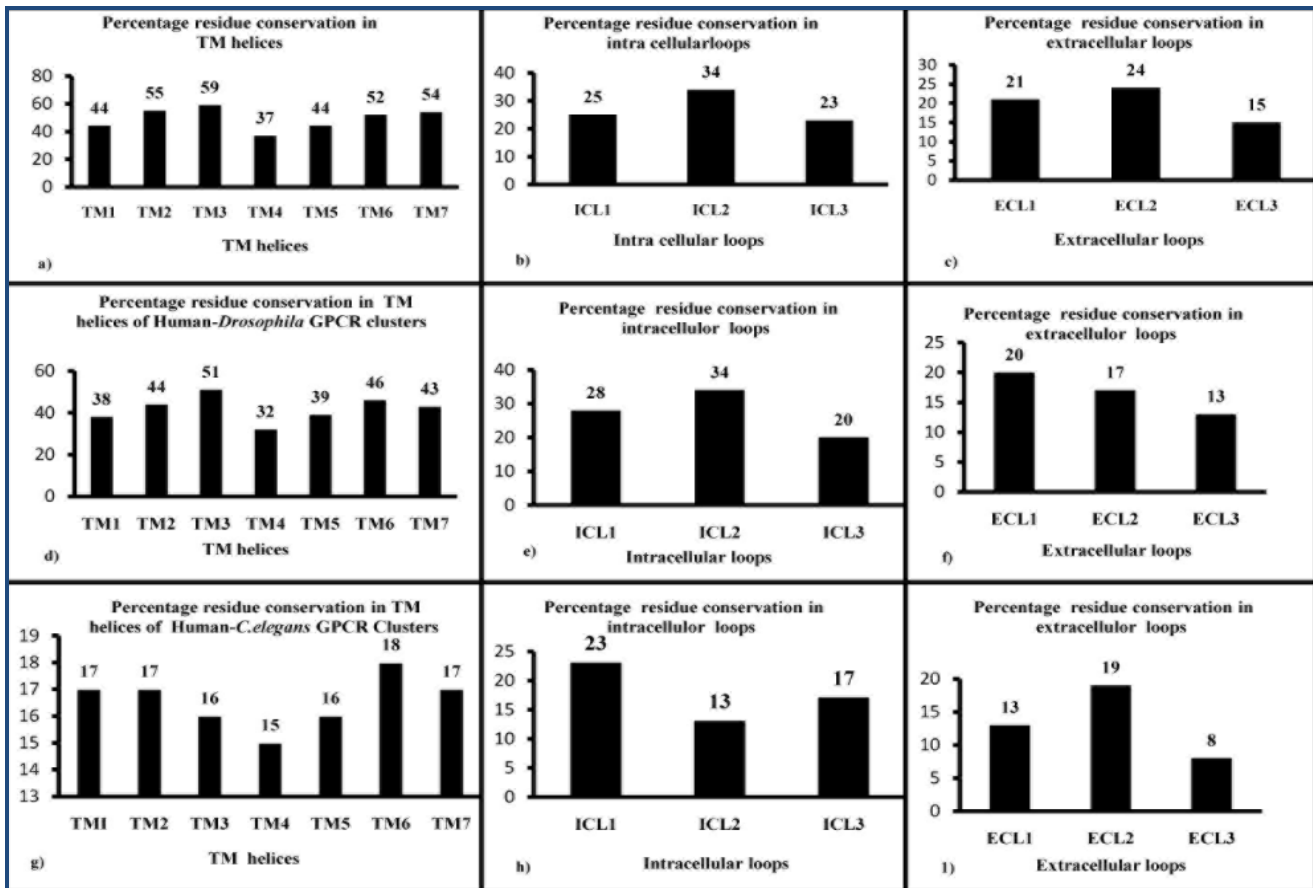 Percentage residue conservation in
TM helices
80
60
40
20
0
44
55
59
37
44
52
54
TM1 TM2 TM3 TM4 TM5 TM6 TM7
TM helices
a)
Percentage residue conservation in
intra cellularloops
40
30
20
10
0
25
34
23
ICL1 ICL2 ICL3
Intra cellular loops
b)
Percentage residue conservation in
extracellular loops
30
25
20
15
10
5
0
21
24
15
ECL1 ECL2 ECL3
Extracellular loops
c)
Percentage residue conservation in TM
helices of Human-Drosophila GPCR clusters
60
40
20
0
38
44
51
32
39
46
43
TM1 TM2 TM3 TM4 TM5 TM6 TM7
TM helices
d)
Percentage residue conservation in
intracellulor loops
40
30
20
10
0
28
34
20
ICL1 ICL2 ICL3
Intracellular loops
e)
Percentage residue conservation in
extracellulor loops
25
20
15
10
5
0
20
17
13
ECL1 ECL2 ECL3
Extracellular loops
f)
Percentage residue conservation in TM
helices of Human-C.elegans GPCR Clusters
19
18
17
16
15
14
13
17
17
16
15
16
18
17
TMI TM2 TM3 TM4 TM5 TM6 TM7
TM helices
g)
Percentage residue conservation in
intracellulor loops
25
20
15
10
5
0
23
13
17
ICL1 ICL2 ICL3
Intracellular loops
h)
Percentage residue conservation in
extracellulor loops
20
15
10
5
0
13
19
8
ECL1 ECL2 ECL3
Extracellular loops
1)